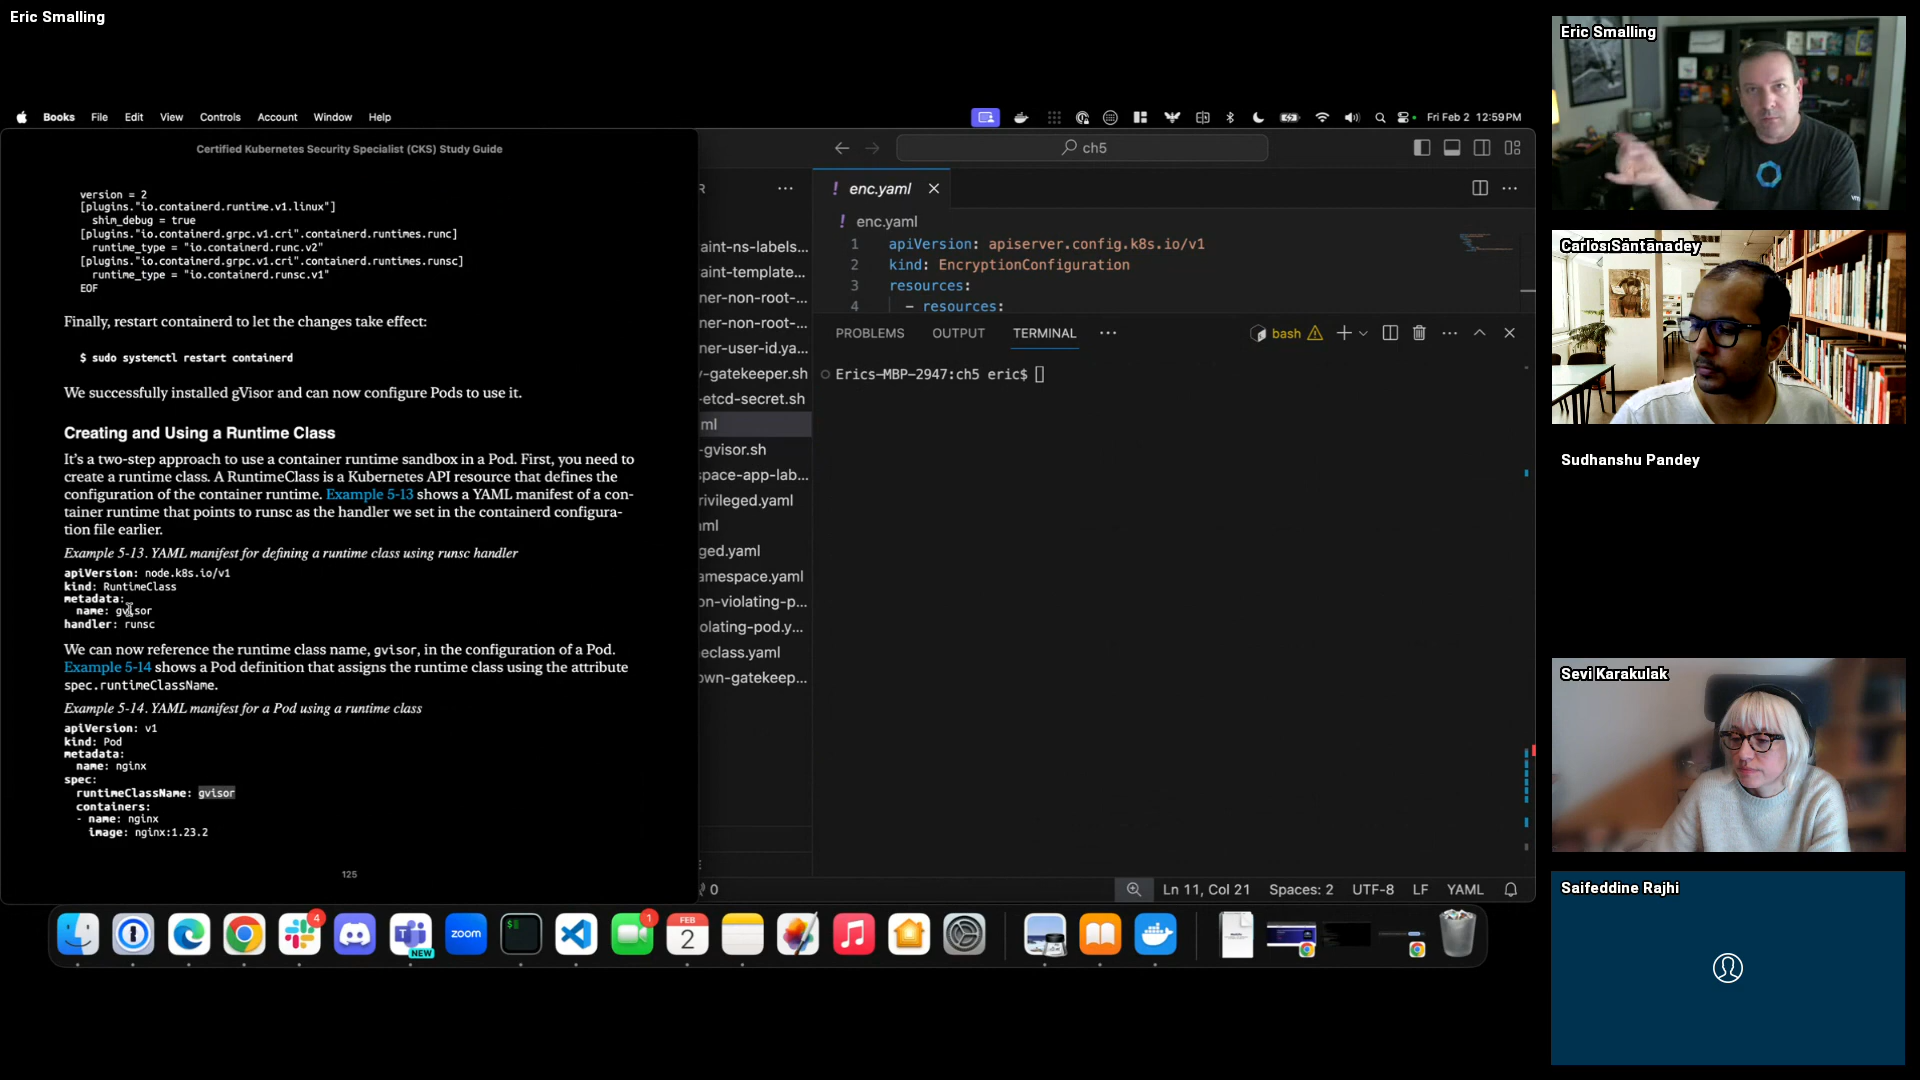 Eric Smalling
Books File Edit View Controls Account Window Help
Fri Feb 2 12:59 PM
Certified Kubernetes Security Specialist (CKS) Study Guide
version = 2
[plugins."io.containerd.runtime.v1.linux"]
shim_debug = true
[plugins."io.containerd.grpc.v1.cri".containerd.runtimes.runc]
runtime_type = "io.containerd.runc.v2"
[plugins."io.containerd.grpc.v1.cri".containerd.runtimes.runsc]
runtime_type = "io.containerd.runsc.v1"
EOF
Finally, restart containerd to let the changes take effect:
$ sudo systemctl restart containerd
We successfully installed gVisor and can now configure Pods to use it.
Creating and Using a Runtime Class
It's a two-step approach to use a container runtime sandbox in a Pod. First, you need to
create a runtime class. A RuntimeClass is a Kubernetes API resource that defines the
configuration of the container runtime. Example 5-13 shows a YAML manifest of a con-
tainer runtime that points to runsc as the handler we set in the containerd configura-
tion file earlier.
Example 5-13. YAML manifest for defining a runtime class using runsc handler
apiVersion: node.k8s.io/v1
kind: RuntimeClass
metadata:
name: gvisor
handler: runsc
We can now reference the runtime class name, gvisor, in the configuration of a Pod.
Example 5-14 shows a Pod definition that assigns the runtime class using the attribute
spec.runtimeClassName.
Example 5-14. YAML manifest for a Pod using a runtime class
apiVersion: v1
kind: Pod
metadata:
name: nginx
spec:
runtimeClassName: gvisor
containers:
- name: nginx
image: nginx:1.23.2
125
ch5
R
aint-ns-labels...
aint-template...
ner-non-root-...
ner-non-root-...
ner-user-id.ya...
y-gatekeeper.sh
-etcd-secret.sh
ml
-gvisor.sh
space-app-lab...
rivileged.yaml
ml
ged.yaml
amespace.yaml
on-violating-p...
olating-pod.y...
eclass.yaml
own-gatekeep...
! enc.yaml
! enc.yaml
1 apiVersion: apiserver.config.k8s.io/v1
2 kind: EncryptionConfiguration
3 resources:
4 - resources:
PROBLEMS OUTPUT TERMINAL
bash
Erics-MBP-2947:ch5 eric$
0
Ln 11, Col 21 Spaces: 2 UTF-8 LF YAML
4
NEW
zoom
$
1
FEB
2
Eric Smalling
vm
Sudhanshu Pandey
Sevi Karakulak
Saifeddine Rajhi